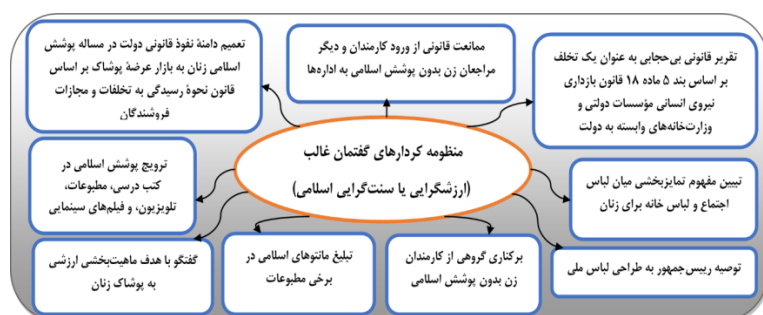 تقریر قانونی بی‌حجابی به عنوان یک تخلف
بر اساس بند ۵ ماده ۱۸ قانون بازداری
نیروی انسانی مؤسسات دولتی و
وزارت‌خانه‌های وابسته به دولت
ممانعت قانونی از ورود کارمندان و دیگر
مراجعان زن بدون پوشش اسلامی به اداره‌ها
تعمیم دامنۀ نفوذ قانونی دولت در مساله پوشش
اسلامی زنان به بازار عرضۀ پوشاک بر اساس
قانون نحوۀ رسیدگی به تخلفات و مجازات
فروشندگان
منظومه کردارهای گفتمان غالب
(ارزشگرایی یا سنت‌گرایی اسلامی)
تبیین مفهوم تمایزبخشی میان لباس
اجتماع و لباس خانه برای زنان
ترویج پوشش اسلامی در
کتب درسی، مطبوعات،
تلویزیون، و فیلم‌های سینمایی
توصیه رییس‌جمهور به طراحی لباس ملی
برکناری گروهی از کارمندان
زن بدون پوشش اسلامی
تبلیغ مانتوهای اسلامی در
برخی مطبوعات
گفتگو با هدف ماهیت‌بخشی ارزشی
به پوشاک زنان